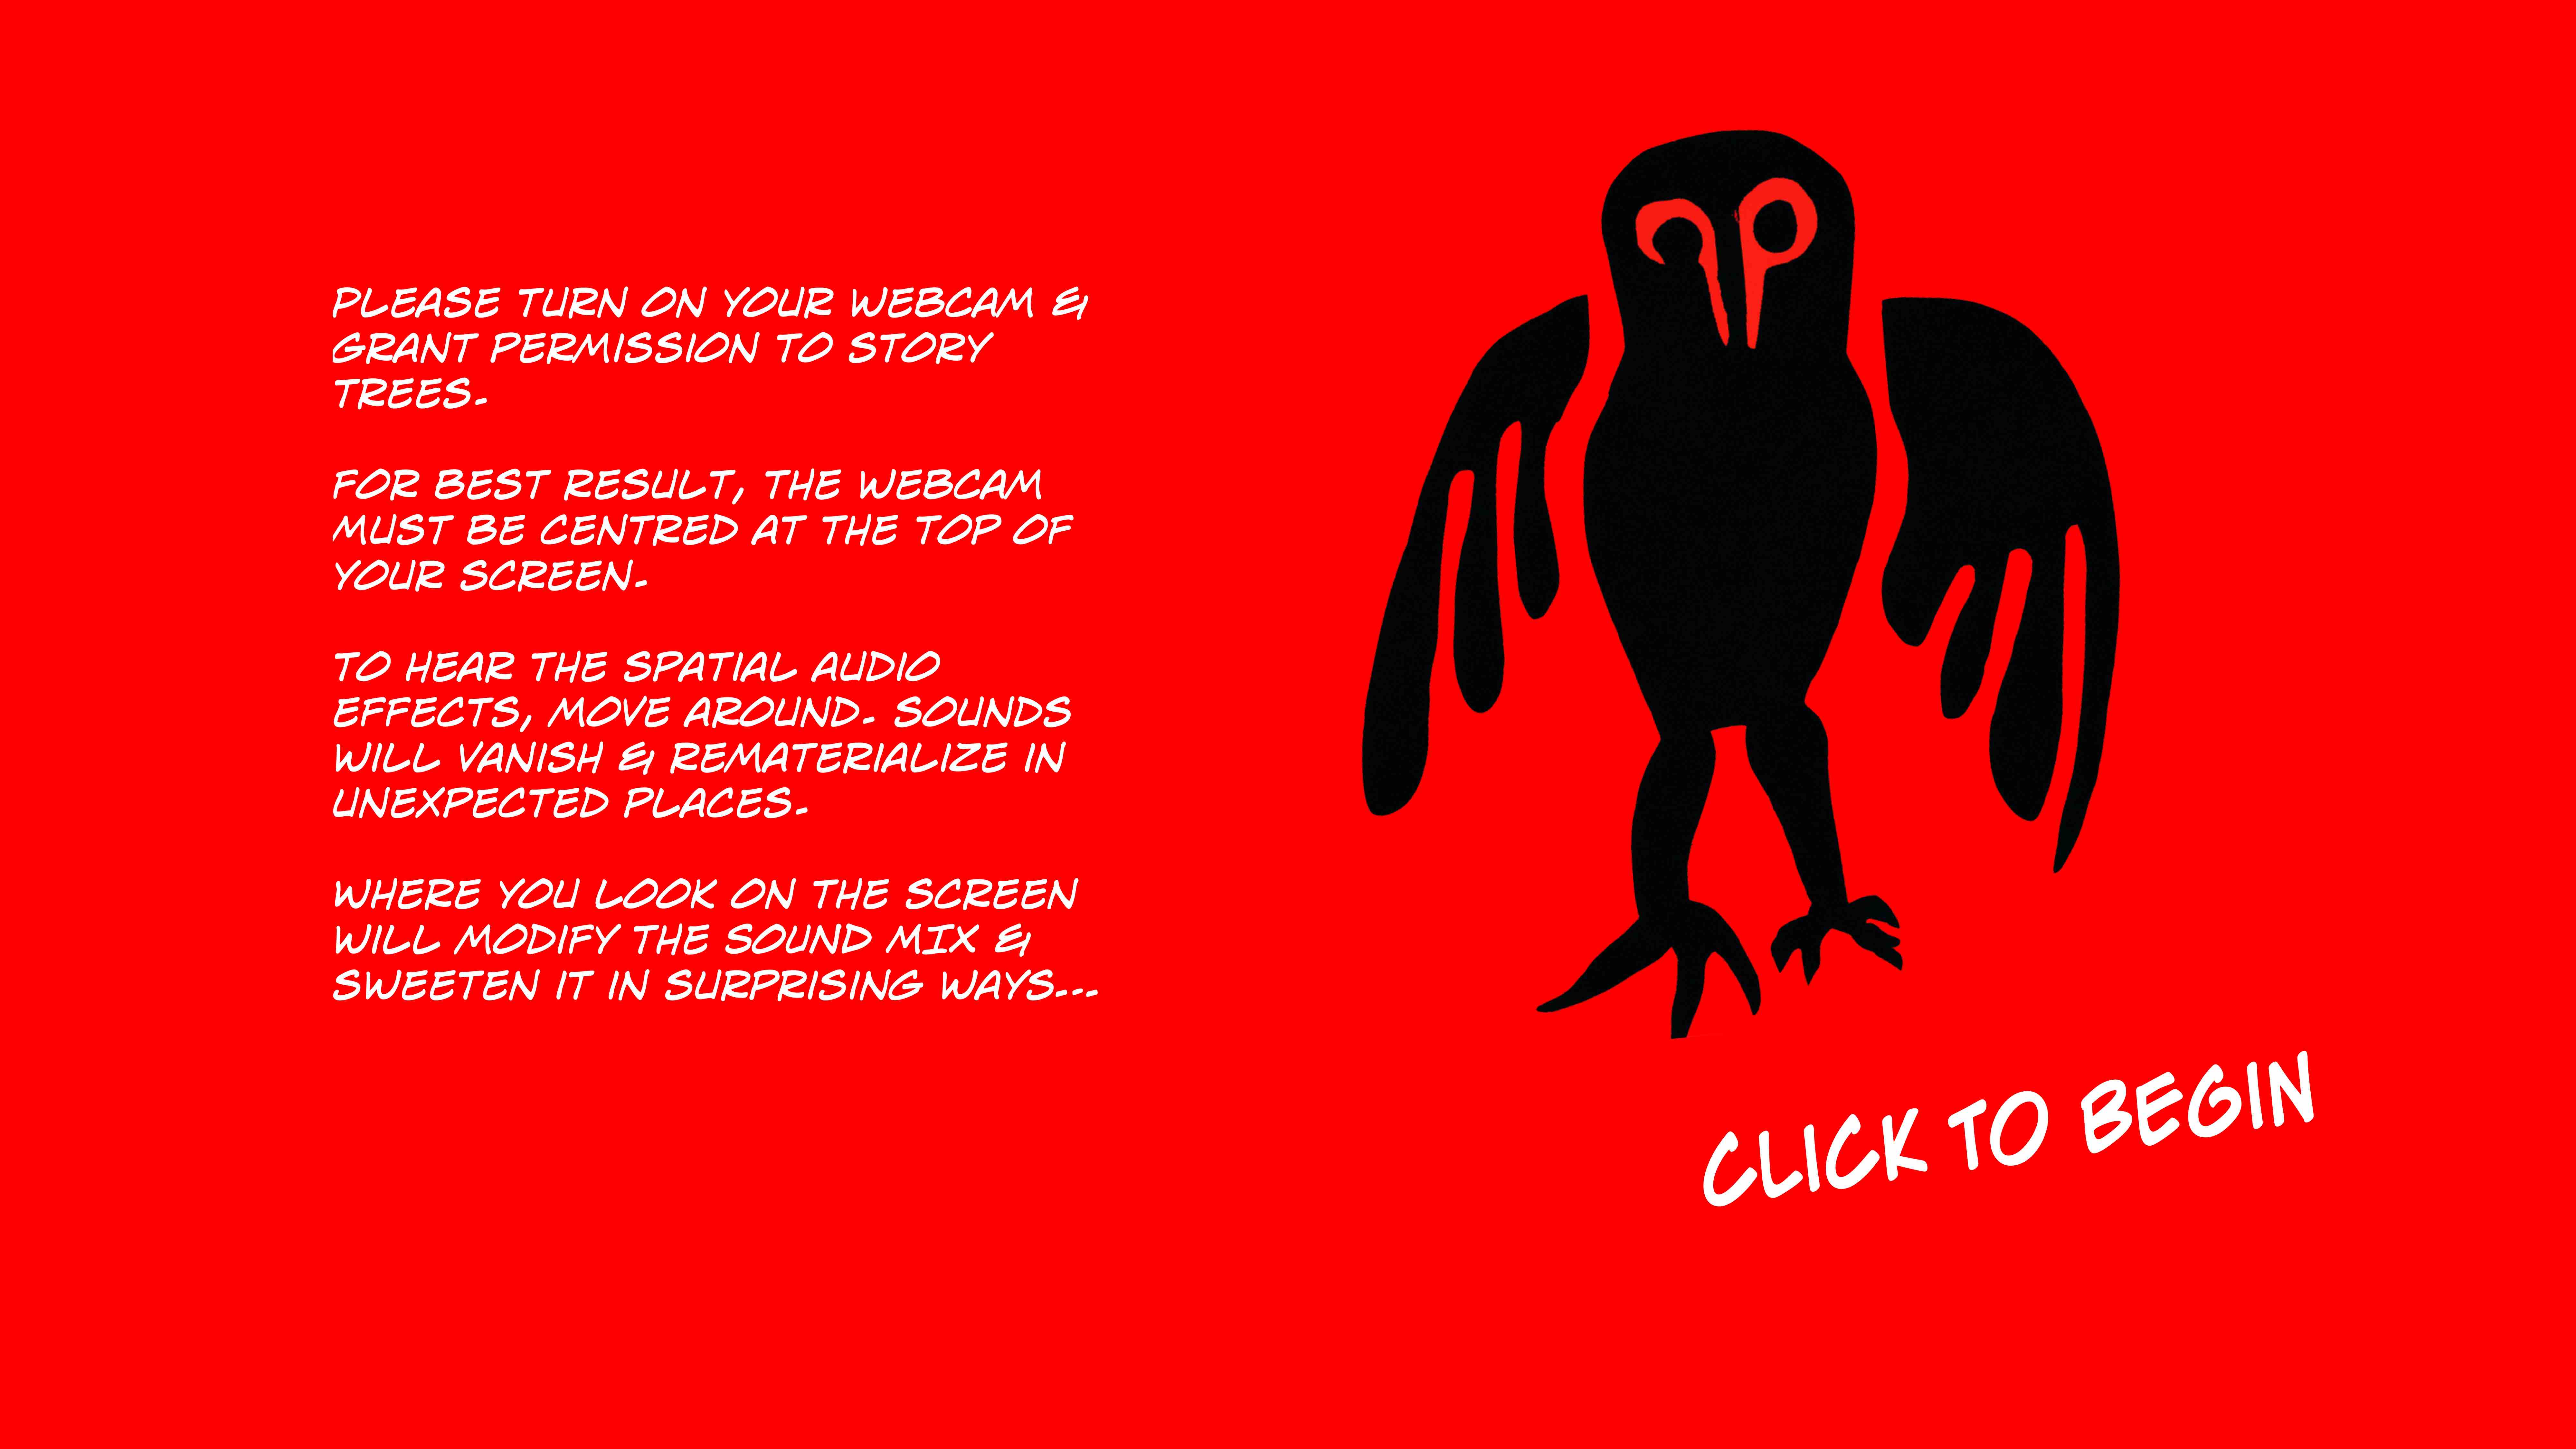 PLEASE TURN ON YOUR WEBCAM &
GRANT PERMISSION TO STORY
TREES.
FOR BEST RESULT, THE WEBCAM
MUST BE CENTRED AT THE TOP OF
YOUR SCREEN.
TO HEAR THE SPATIAL AUDIO
EFFECTS, MOVE AROUND. SOUNDS
WILL VANISH & REMATERIALIZE IN
UNEXPECTED PLACES.
WHERE YOU LOOK ON THE SCREEN
WILL MODIFY THE SOUND MIX &
SWEETEN IT IN SURPRISING WAYS...
CLICK TO BEGIN